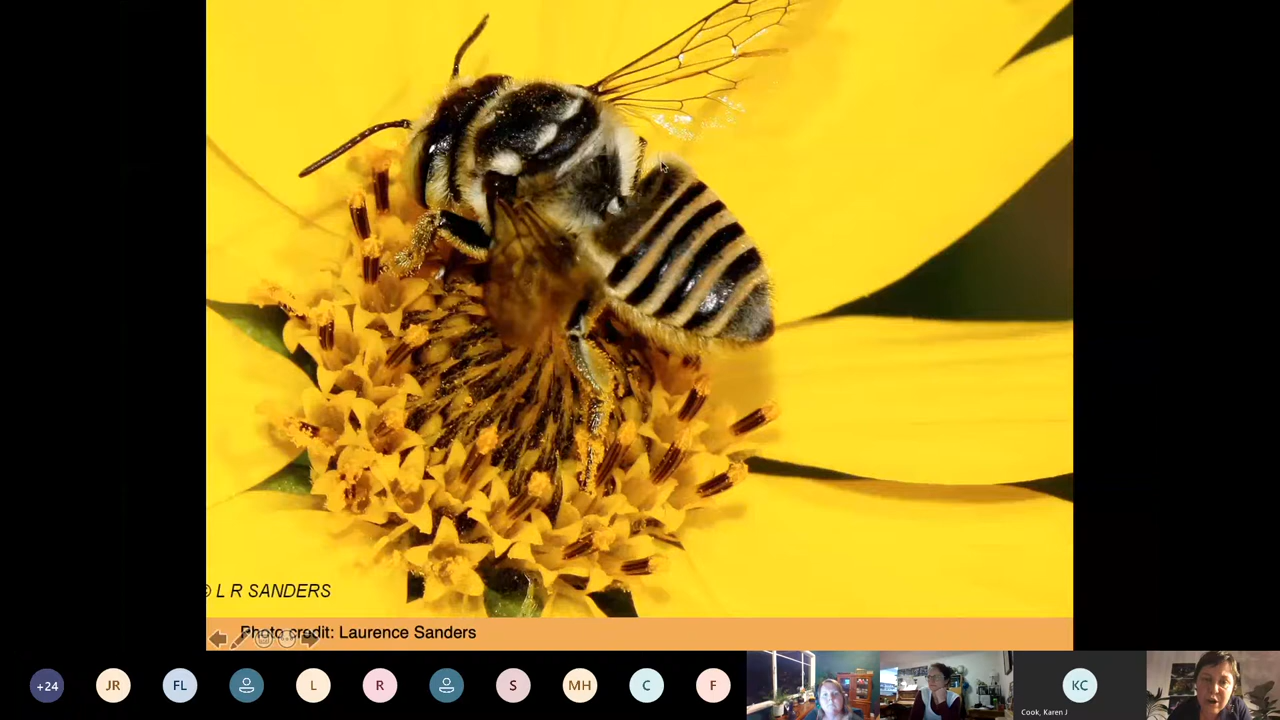 © L R SANDERS
Photo credit: Laurence Sanders
+24
JR
FL
L
R
S
MH
C
F
KC
Cook, Karen J